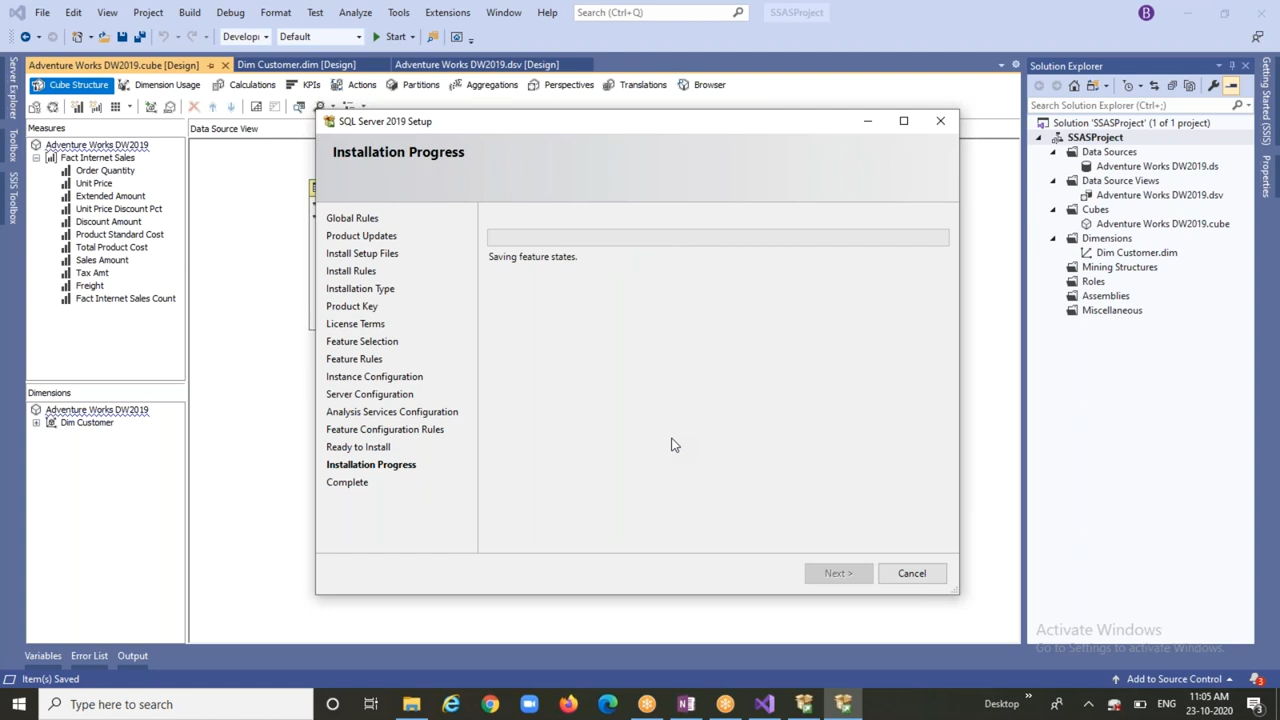 File Edit View Project Build Debug Format Test Analyze Tools Extensions Window Help Search (Ctrl+Q) SSASProject B
Default Start
Adventure Works DW2019.cube [Design] Dim Customer.dim [Design] Adventure Works DW2019.dsv [Design]
Cube Structure Dimension Usage Calculations KPIs Actions Partitions Aggregations Perspectives Translations Browser
Measures
Adventure Works DW2019
Fact Internet Sales
Order Quantity
Unit Price
Extended Amount
Unit Price Discount Pct
Discount Amount
Product Standard Cost
Total Product Cost
Sales Amount
Tax Amt
Freight
Fact Internet Sales Count
Dimensions
Adventure Works DW2019
Dim Customer
Data Source View
Server Explorer
Toolbox
SSIS Toolbox
SQL Server 2019 Setup
Installation Progress
Global Rules
Product Updates
Install Setup Files
Install Rules
Installation Type
Product Key
License Terms
Feature Selection
Feature Rules
Instance Configuration
Server Configuration
Analysis Services Configuration
Feature Configuration Rules
Ready to Install
Installation Progress
Complete
Saving feature states.
Next > Cancel
Solution Explorer
Search Solution Explorer (Ctrl+;)
Solution 'SSASProject' (1 of 1 project)
SSASProject
Data Sources
Adventure Works DW2019.ds
Data Source Views
Adventure Works DW2019.dsv
Cubes
Adventure Works DW2019.cube
Dimensions
Dim Customer.dim
Mining Structures
Roles
Assemblies
Miscellaneous
Getting Started (SSIS)
Properties
Activate Windows
Go to Settings to activate Windows.
Variables Error List Output
Item(s) Saved Add to Source Control
Type here to search Desktop ENG 11:05 AM
23-10-2020